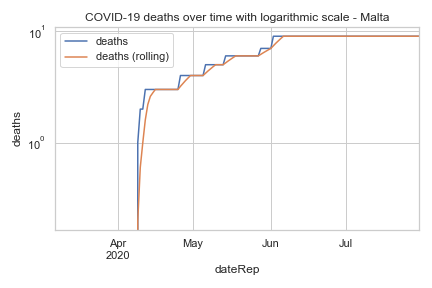 COVID-19 deaths over time with logarithmic scale - Malta
deaths
deaths (rolling)
10¹
10⁰
deaths
Apr
2020
May
Jun
Jul
dateRep